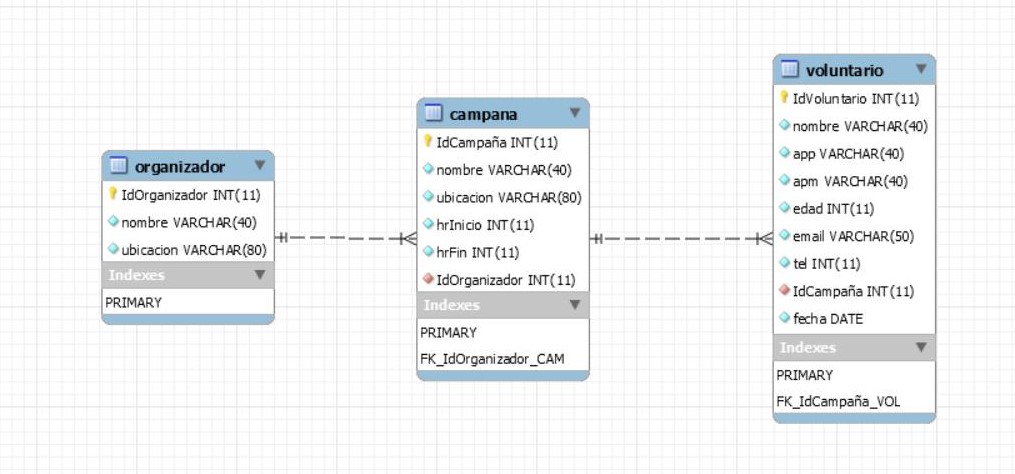 organizador
IdOrganizador INT(11)
nombre VARCHAR(40)
ubicacion VARCHAR(80)
Indexes
PRIMARY
campana
IdCampaña INT(11)
nombre VARCHAR(40)
ubicacion VARCHAR(80)
hrInicio INT(11)
hrFin INT(11)
IdOrganizador INT(11)
Indexes
PRIMARY
FK_IdOrganizador_CAM
voluntario
IdVoluntario INT(11)
nombre VARCHAR(40)
app VARCHAR(40)
apm VARCHAR(40)
edad INT(11)
email VARCHAR(50)
tel INT(11)
IdCampaña INT(11)
fecha DATE
Indexes
PRIMARY
FK_IdCampaña_VOL